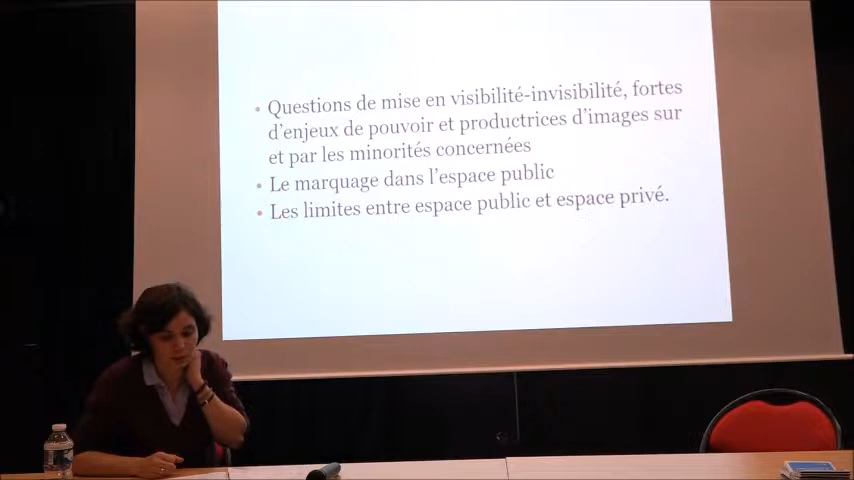 • Questions de mise en visibilité-invisibilité, fortes
d'enjeux de pouvoir et productrices d'images sur
et par les minorités concernées
• Le marquage dans l'espace public
• Les limites entre espace public et espace privé.